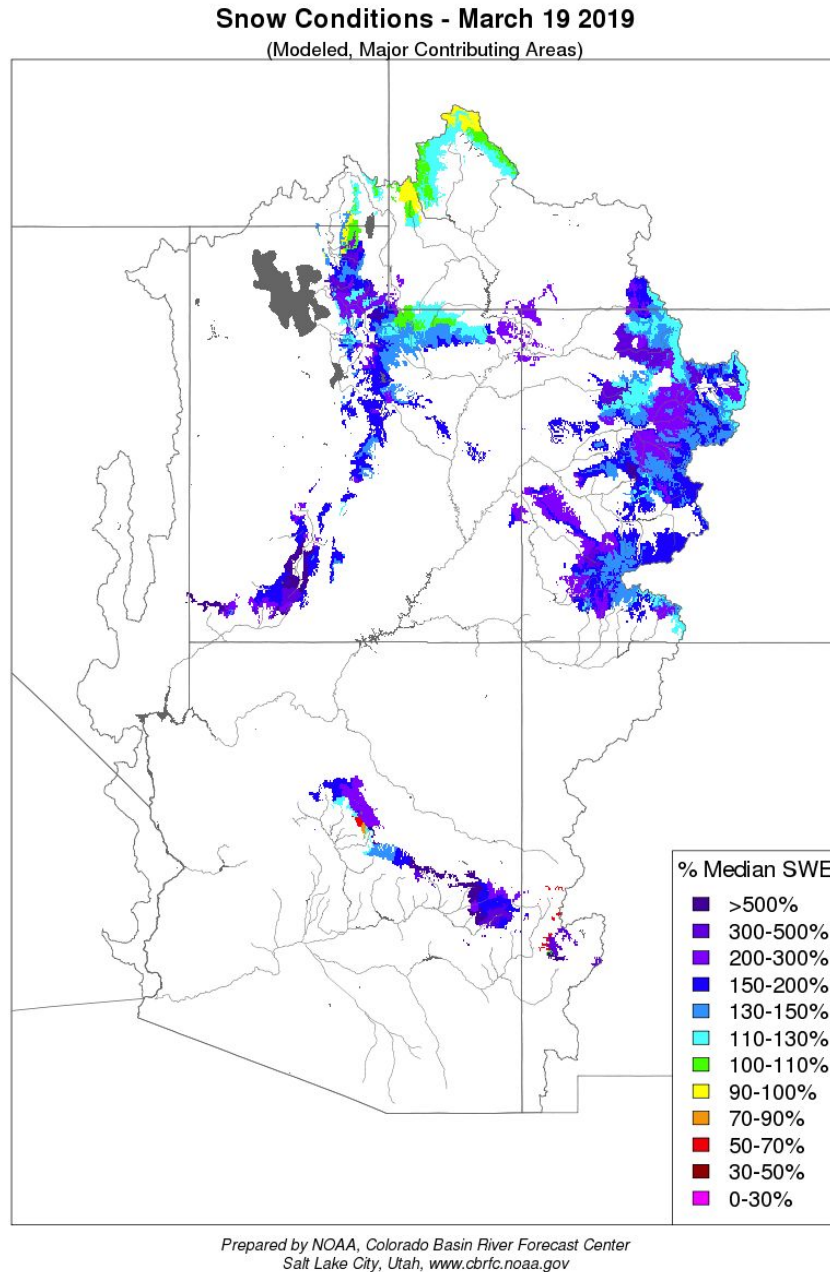 Snow Conditions - March 19 2019
(Modeled, Major Contributing Areas)
% Median SWE
>500%
300-500%
200-300%
150-200%
130-150%
110-130%
100-110%
90-100%
70-90%
50-70%
30-50%
0-30%
Prepared by NOAA, Colorado Basin River Forecast Center
Salt Lake City, Utah, www.cbrfc.noaa.gov